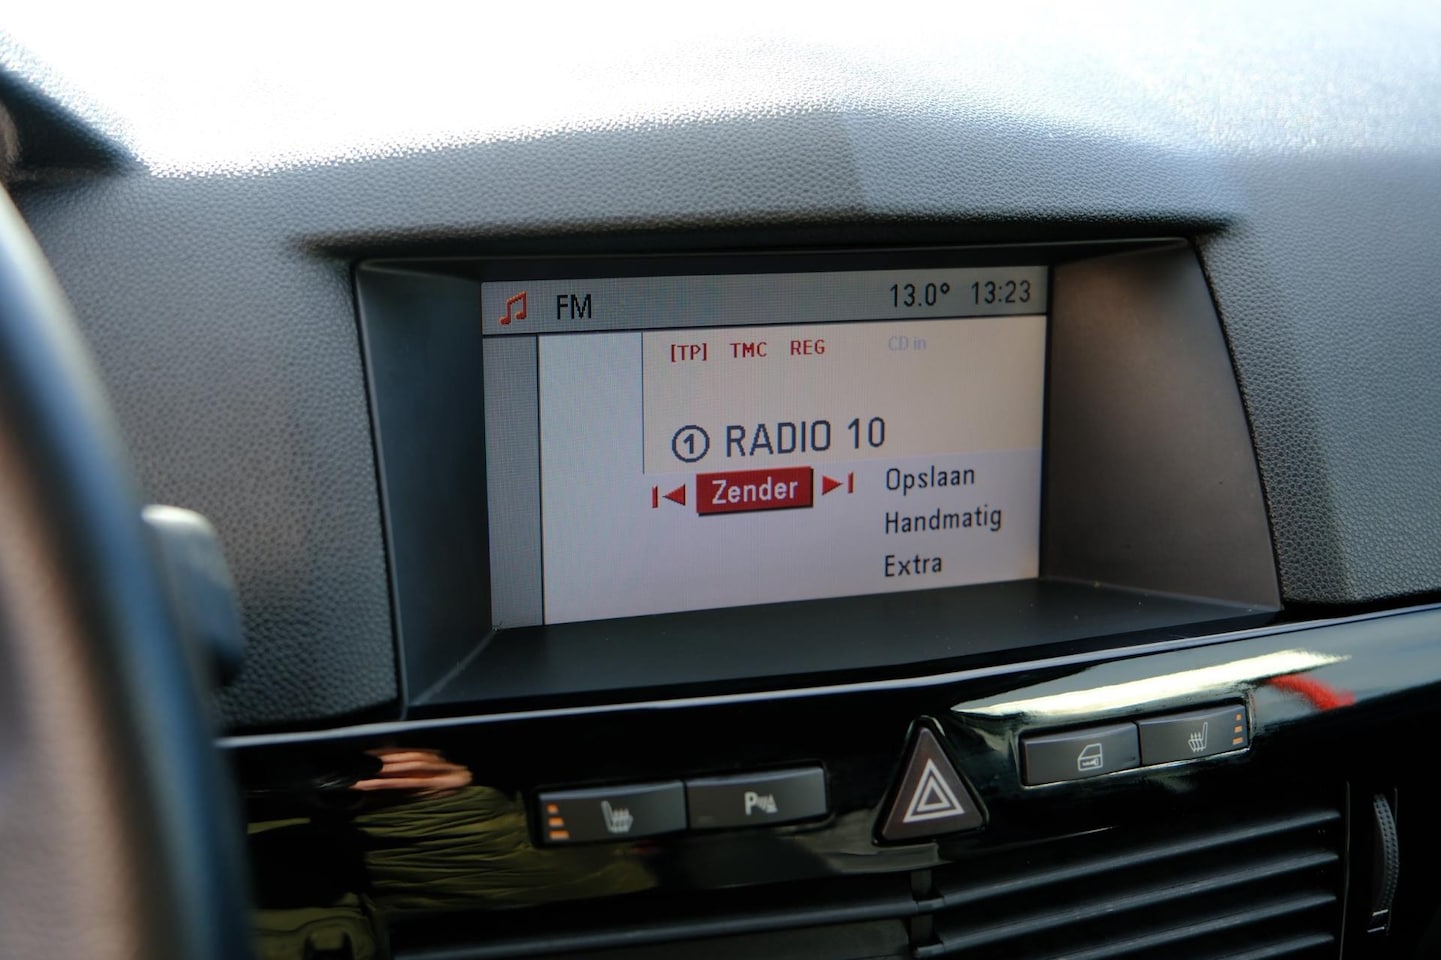 FM 13.0° 13:23
[TP] TMC REG CD in
1 RADIO 10
Zender
Opslaan
Handmatig
Extra
P